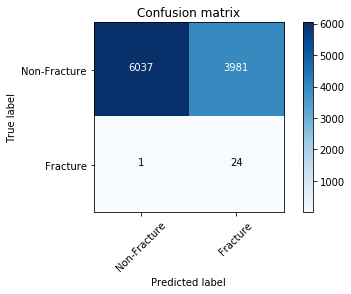 Confusion matrix
True label
Non-Fracture
6037
3981
Fracture
1
24
Non-Fracture
Fracture
Predicted label
6000
5000
4000
3000
2000
1000